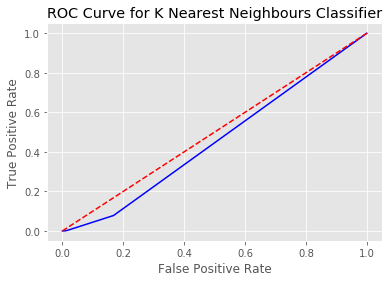 ROC Curve for K Nearest Neighbours Classifier
1.0
0.8
0.6
0.4
0.2
0.0
True Positive Rate
0.0 0.2 0.4 0.6 0.8 1.0
False Positive Rate